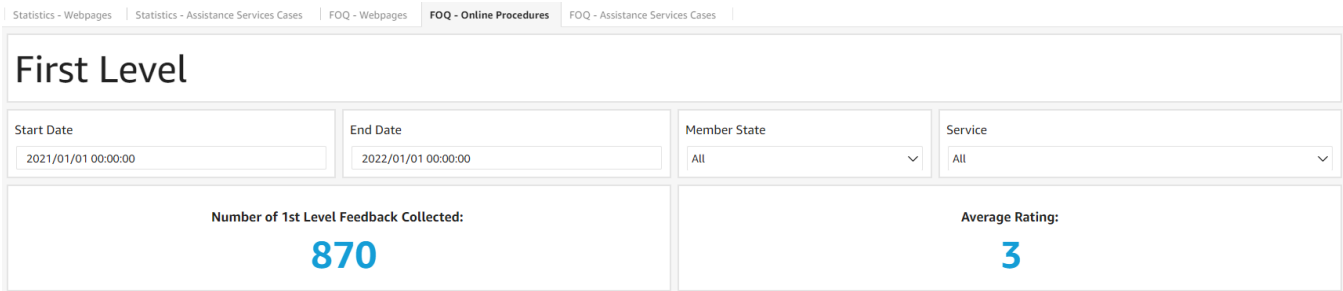 Statistics - Webpages Statistics - Assistance Services Cases FOQ - Webpages FOQ - Online Procedures FOQ - Assistance Services Cases
First Level
Start Date End Date Member State Service
2021/01/01 00:00:00 2022/01/01 00:00:00 All All
Number of 1st Level Feedback Collected: Average Rating:
870 3